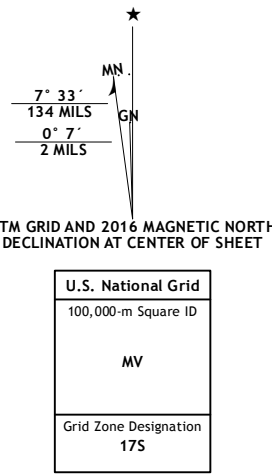 ★
MN
GN
7° 33´
134 MILS
0° 7´
2 MILS
TM GRID AND 2016 MAGNETIC NORTH
DECLINATION AT CENTER OF SHEET
U.S. National Grid
100,000-m Square ID
MV
Grid Zone Designation
17S